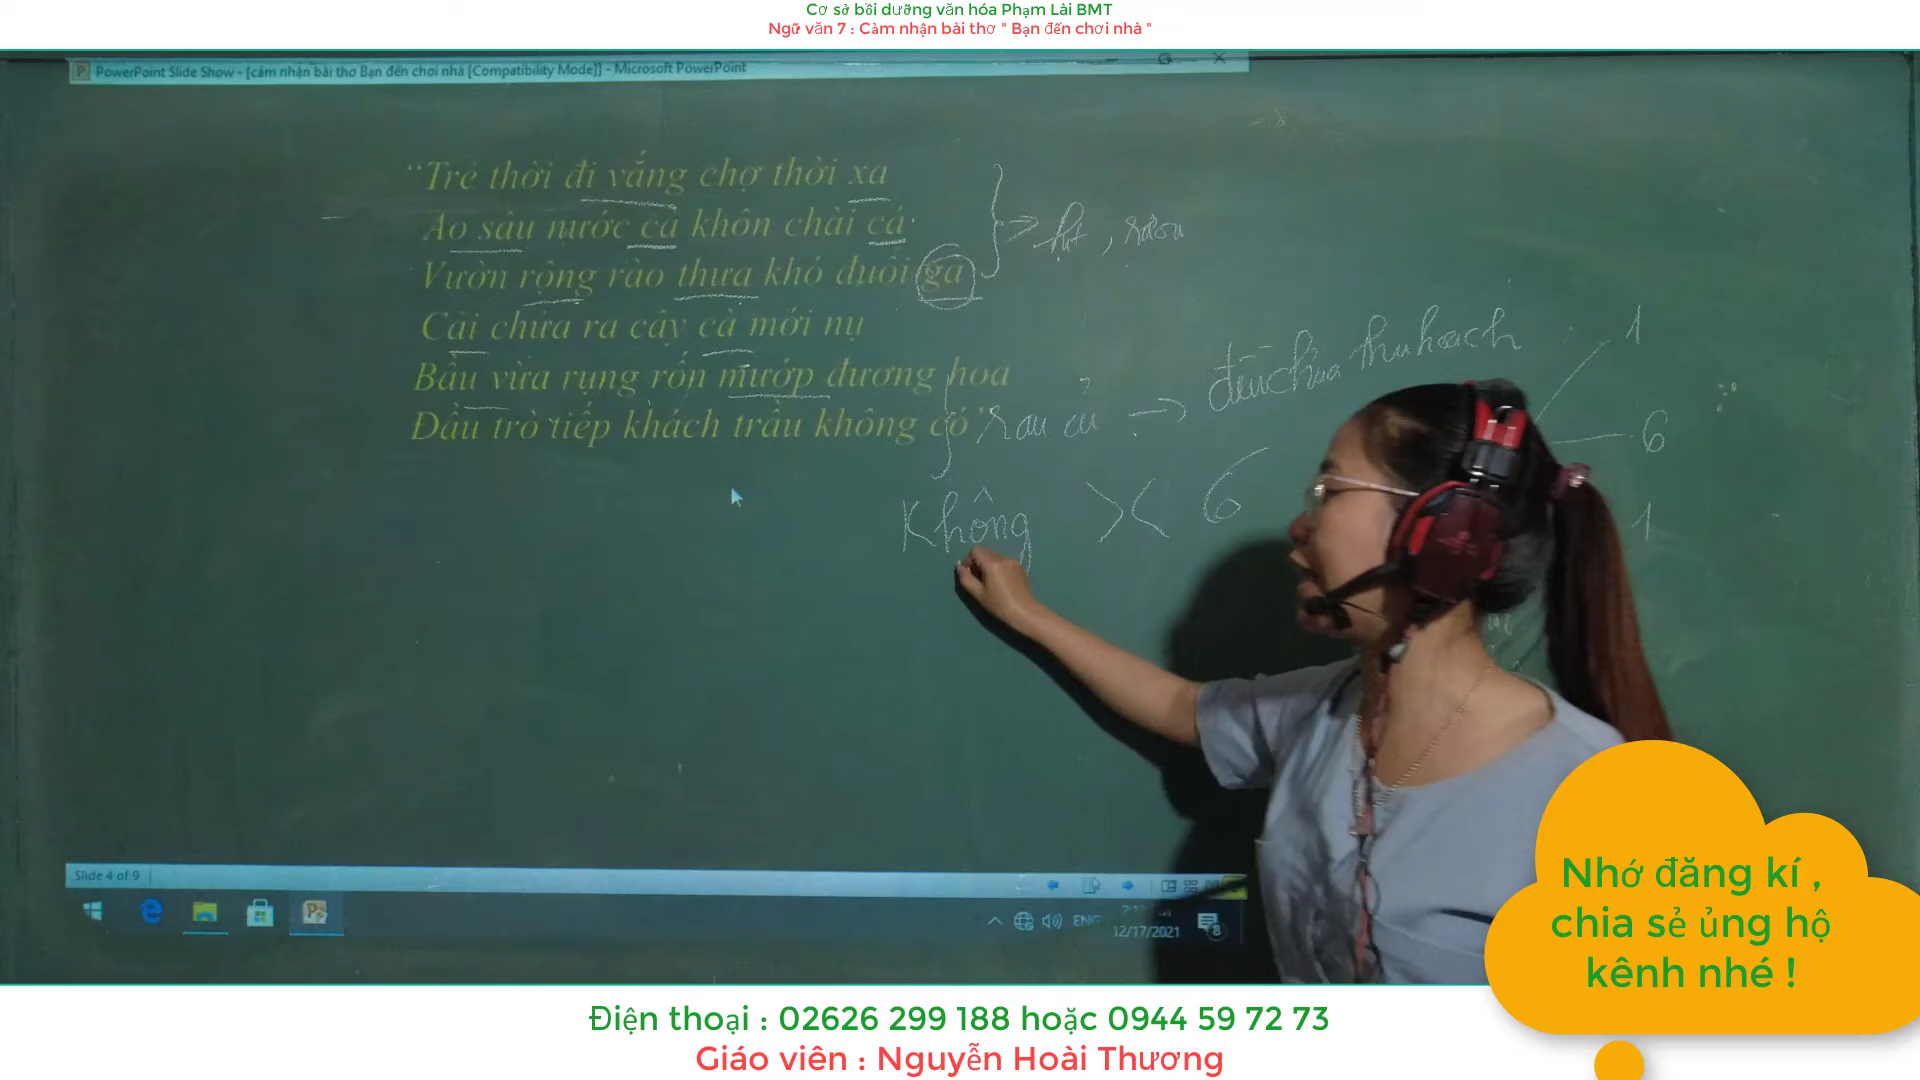 Cơ sở bồi dưỡng văn hóa Phạm Lài BMT
Ngữ văn 7 : Cảm nhận bài thơ " Bạn đến chơi nhà "
PowerPoint Slide Show - [cảm nhận bài thơ Bạn đến chơi nhà [Compatibility Mode]] - Microsoft PowerPoint
“Trẻ thời đi vắng chợ thời xa
Ao sâu nước cả khôn chài cá
Vườn rộng rào thưa khó đuổi gà
Cải chửa ra cây cà mới nụ
Bầu vừa rụng rốn mướp đương hoa
Đầu trò tiếp khách trầu không có”
thịt ,
rau củ → đều chưa thu hoạch
1
6
1
Không >< có
Slide 4 of 9
ENG
12/17/2021
8
Nhớ đăng kí ,
chia sẻ ủng hộ
kênh nhé !
Điện thoại : 02626 299 188 hoặc 0944 59 72 73
Giáo viên : Nguyễn Hoài Thương